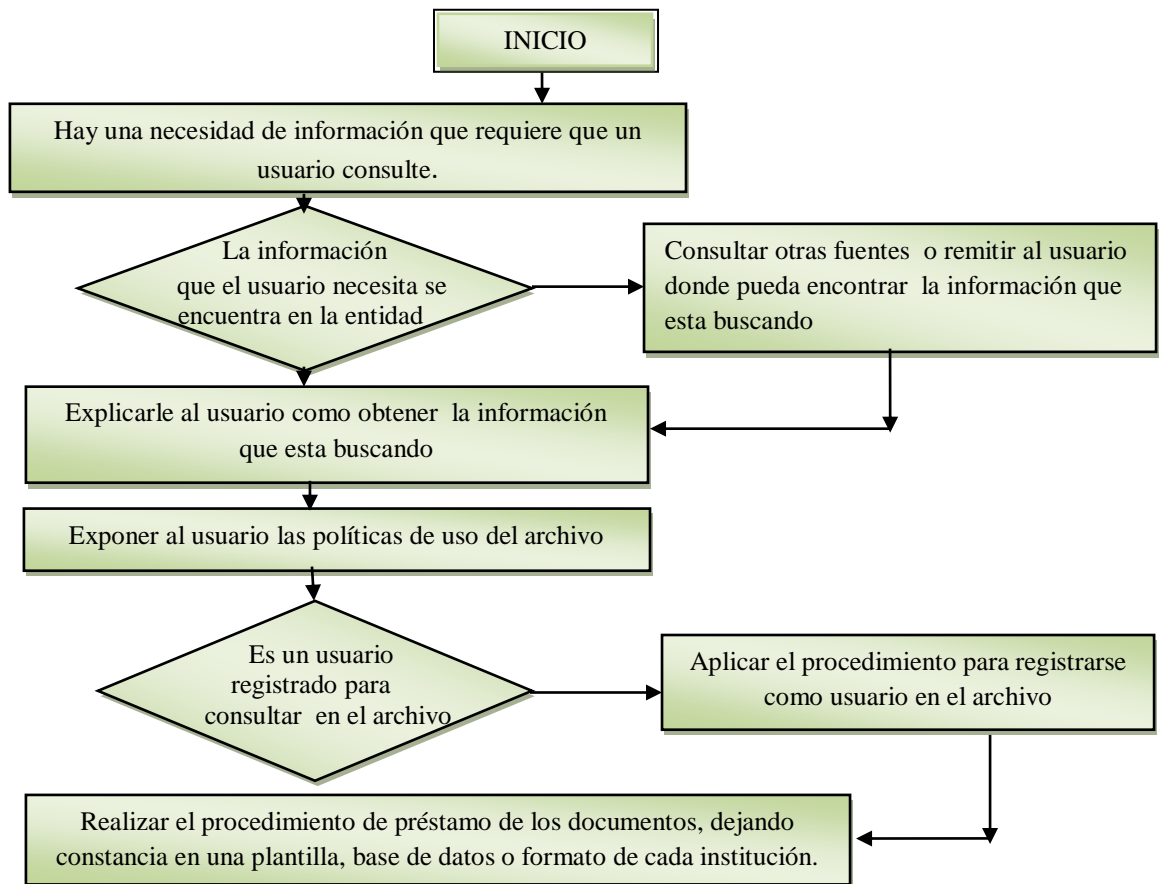 INICIO
Hay una necesidad de información que requiere que un
usuario consulte.
La información
que el usuario necesita se
encuentra en la entidad
Consultar otras fuentes o remitir al usuario
donde pueda encontrar la información que
esta buscando
Explicarle al usuario como obtener la información
que esta buscando
Exponer al usuario las políticas de uso del archivo
Es un usuario
registrado para
consultar en el archivo
Aplicar el procedimiento para registrarse
como usuario en el archivo
Realizar el procedimiento de préstamo de los documentos, dejando
constancia en una plantilla, base de datos o formato de cada institución.